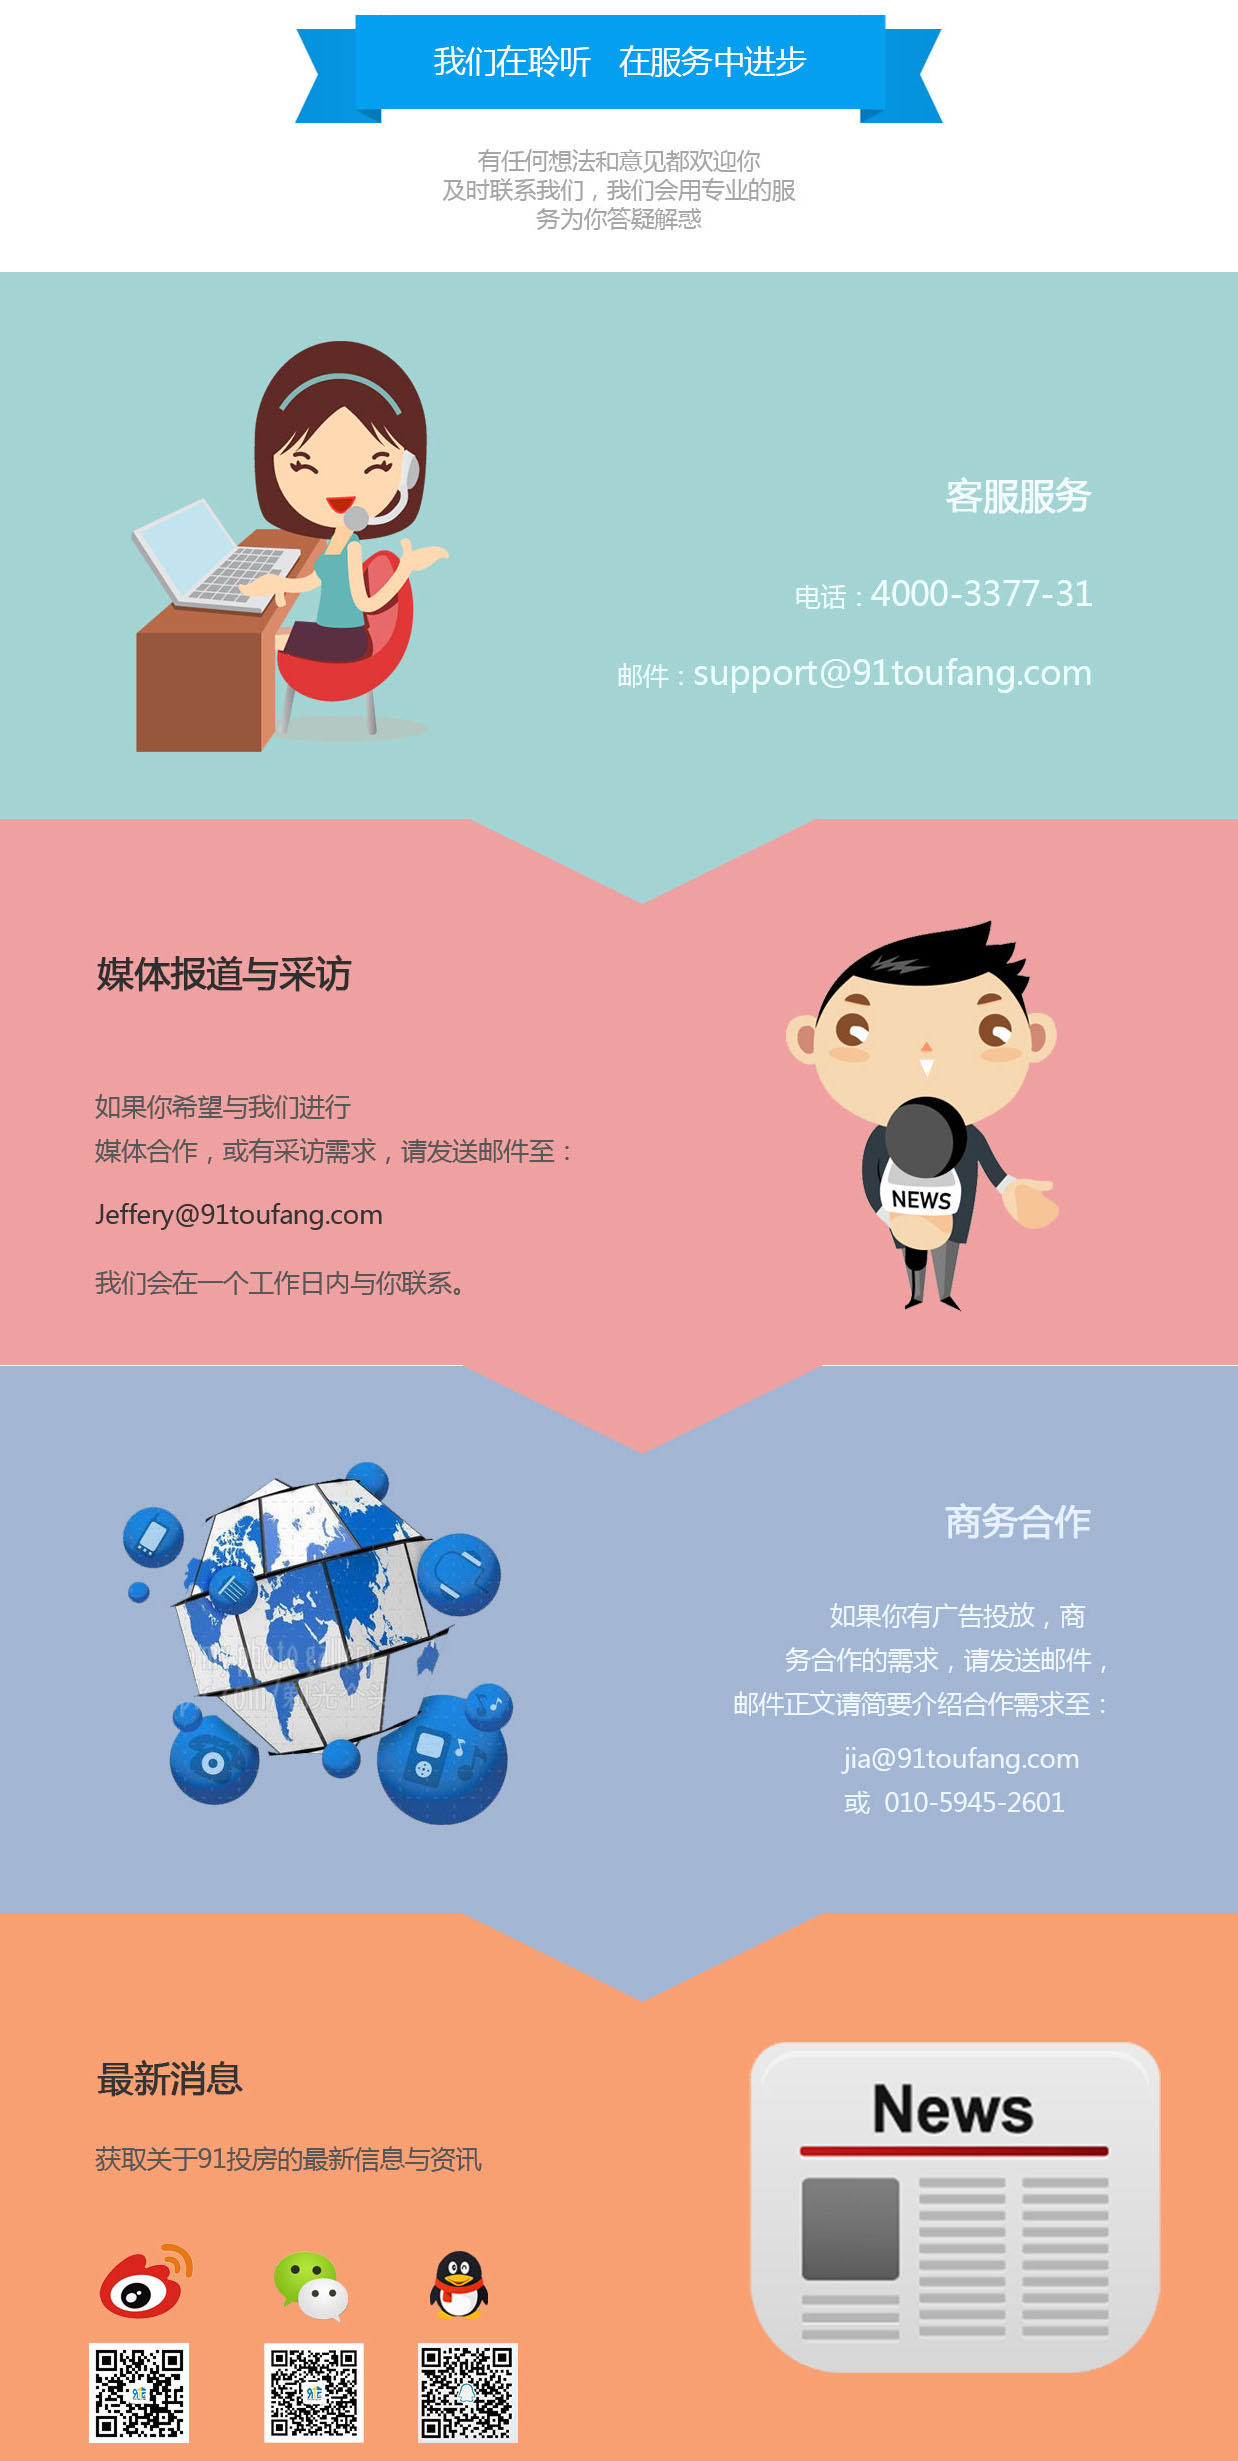 我们在聆听 在服务中进步
有任何想法和意见都欢迎你
及时联系我们，我们会用专业的服
务为你答疑解惑
客服服务
电话：4000-3377-31
邮件：support@91toufang.com
媒体报道与采访
如果你希望与我们进行
媒体合作，或有采访需求，请发送邮件至：
Jeffery@91toufang.com
我们会在一个工作日内与你联系。
NEWS
商务合作
如果你有广告投放，商
务合作的需求，请发送邮件，
邮件正文请简要介绍合作需求至：
jia@91toufang.com
或 010-5945-2601
最新消息
获取关于91投房的最新信息与资讯
News